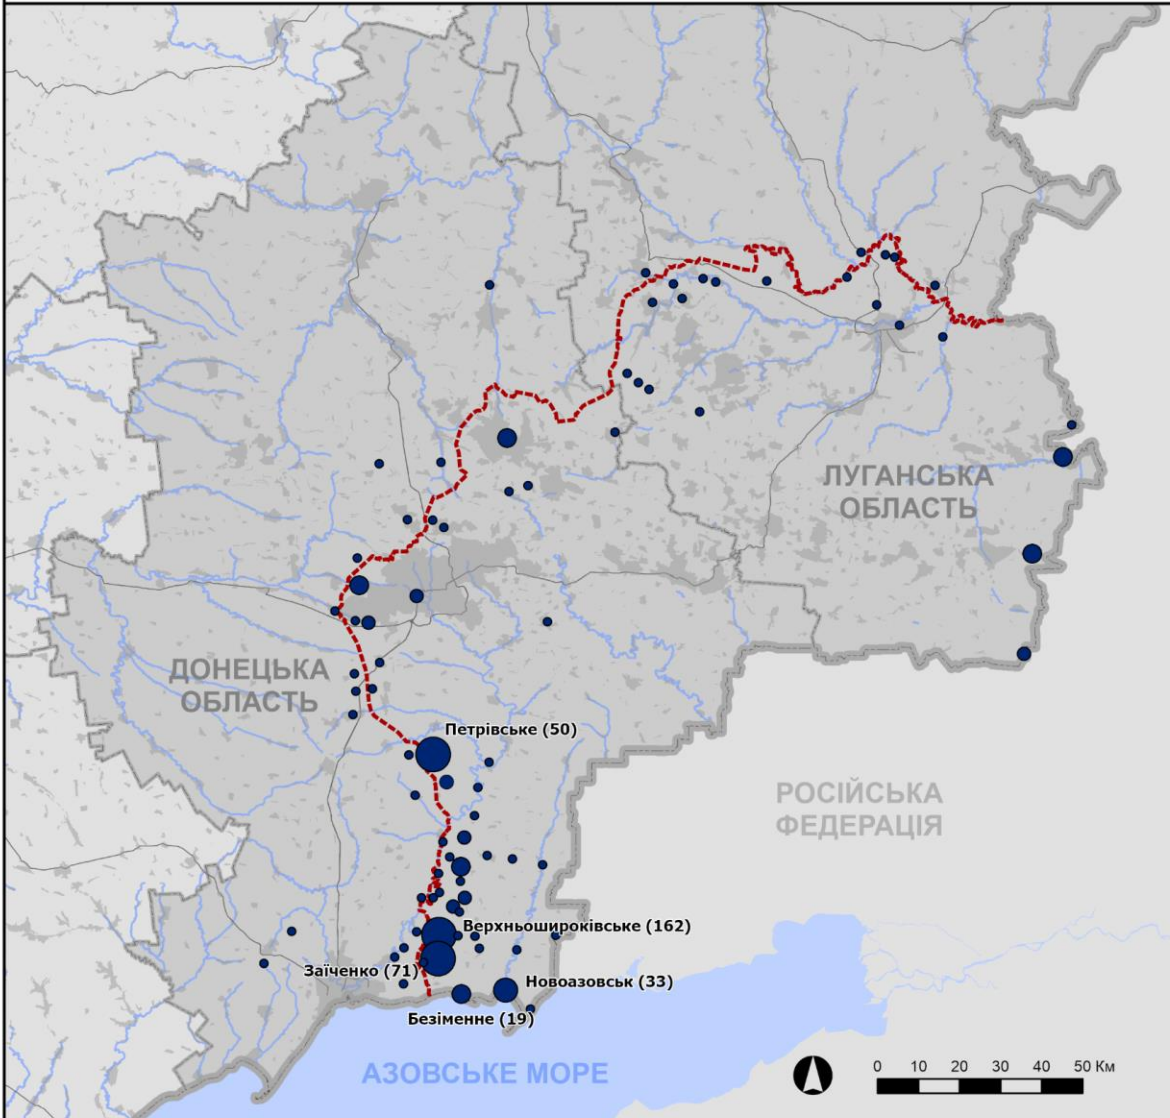 ЛУГАНСЬКА
ОБЛАСТЬ
ДОНЕЦЬКА
ОБЛАСТЬ
Петрівське (50)
РОСІЙСЬКА
ФЕДЕРАЦІЯ
Верхньошироківське (162)
Заїченко (71)
Новоазовськ (33)
Безіменне (19)
АЗОВСЬКЕ МОРЕ
0 10 20 30 40 50 Км